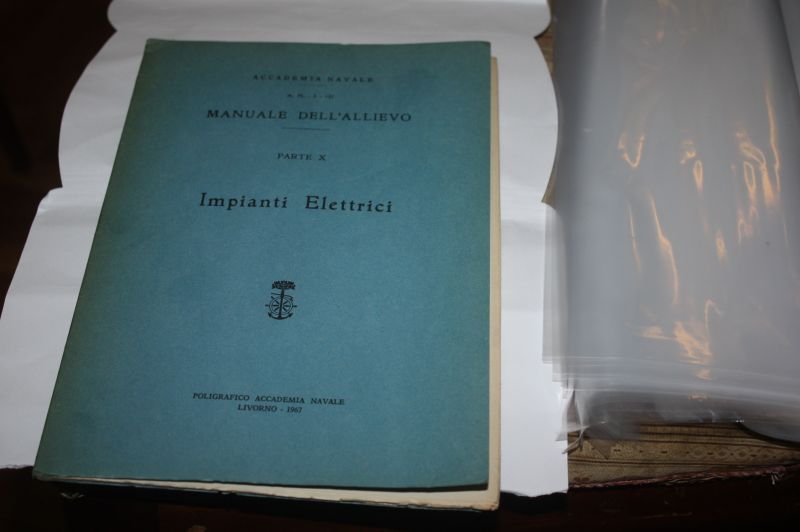 ACCADEMIA NAVALE
MANUALE DELL'ALLIEVO
PARTE X
Impianti Elettrici
POLIGRAFICO ACCADEMIA NAVALE
LIVORNO - 1967